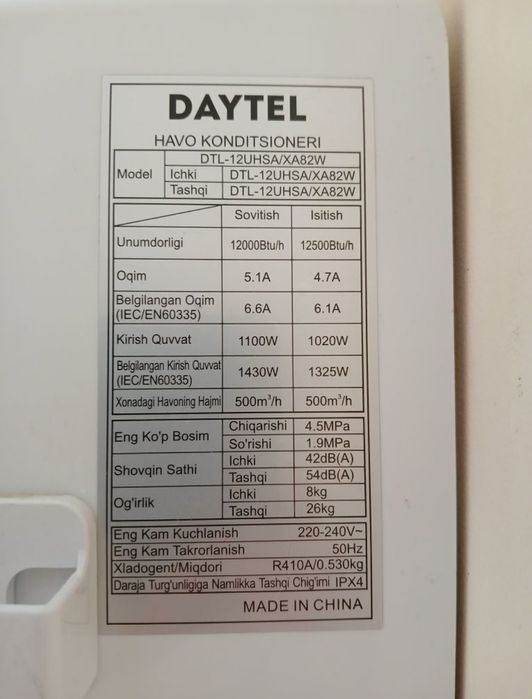 DAYTEL
HAVO KONDITSIONERI
Model DTL-12UHSA/XA82W
Ichki DTL-12UHSA/XA82W
Tashqi DTL-12UHSA/XA82W
Sovitish Isitish
Unumdorligi 12000Btu/h 12500Btu/h
Oqim 5.1A 4.7A
Belgilangan Oqim (IEC/EN60335) 6.6A 6.1A
Kirish Quvvat 1100W 1020W
Belgilangan Kirish Quvvat (IEC/EN60335) 1430W 1325W
Xonadagi Havoning Hajmi 500m³/h 500m³/h
Eng Ko'p Bosim Chiqarishi 4.5MPa
So'rishi 1.9MPa
Shovqin Sathi Ichki 42dB(A)
Tashqi 54dB(A)
Og'irlik Ichki 8kg
Tashqi 26kg
Eng Kam Kuchlanish 220-240V~
Eng Kam Takrorlanish 50Hz
Xladogent/Miqdori R410A/0.530kg
Daraja Turg'unligiga Namlikka Tashqi Chig'imi IPX4
MADE IN CHINA